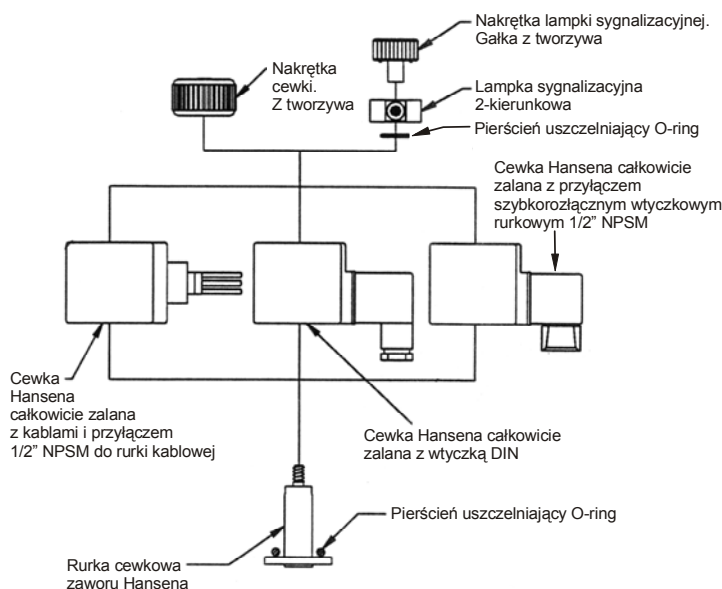 Nakrętka lampki sygnalizacyjnej.
Gałka z tworzywa
Nakrętka
cewki.
Z tworzywa
Lampka sygnalizacyjna
2-kierunkowa
Pierścień uszczelniający O-ring
Cewka Hansena całkowicie
zalana z przyłączem
szybkorozłącznym wtyczkowym
rurkowym 1/2” NPSM
Cewka
Hansena
całkowicie zalana
z kablami i przyłączem
1/2” NPSM do rurki kablowej
Cewka Hansena całkowicie
zalana z wtyczką DIN
Pierścień uszczelniający O-ring
Rurka cewkowa
zaworu Hansena